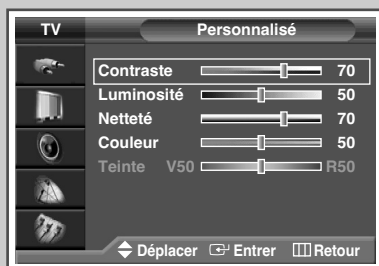 TV Personnalisé
Contraste 70
Luminosité 50
Netteté 70
Couleur 50
Teinte V50 R50
Déplacer Entrer Retour